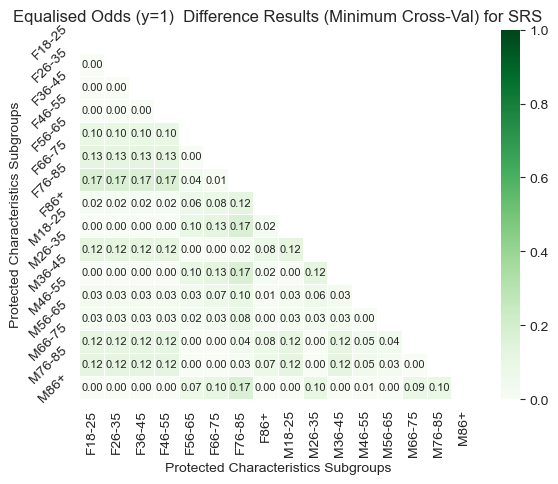 Equalised Odds (y=1)  Difference Results (Minimum Cross-Val) for SRS
Protected Characteristics Subgroups
F18-25
F26-35 0.00
F36-45 0.00 0.00
F46-55 0.00 0.00 0.00
F56-65 0.10 0.10 0.10 0.10
F66-75 0.13 0.13 0.13 0.13 0.00
F76-85 0.17 0.17 0.17 0.17 0.04 0.01
F86+ 0.02 0.02 0.02 0.02 0.06 0.08 0.12
M18-25 0.00 0.00 0.00 0.00 0.10 0.13 0.17 0.02
M26-35 0.12 0.12 0.12 0.12 0.00 0.00 0.02 0.08 0.12
M36-45 0.00 0.00 0.00 0.00 0.10 0.13 0.17 0.02 0.00 0.12
M46-55 0.03 0.03 0.03 0.03 0.03 0.07 0.10 0.01 0.03 0.06 0.03
M56-65 0.03 0.03 0.03 0.03 0.02 0.03 0.08 0.00 0.03 0.03 0.03 0.00
M66-75 0.12 0.12 0.12 0.12 0.00 0.00 0.04 0.08 0.12 0.00 0.12 0.05 0.04
M76-85 0.12 0.12 0.12 0.12 0.00 0.00 0.03 0.07 0.12 0.00 0.12 0.05 0.03 0.00
M86+ 0.00 0.00 0.00 0.00 0.07 0.10 0.17 0.00 0.00 0.10 0.00 0.01 0.00 0.09 0.10
F18-25 F26-35 F36-45 F46-55 F56-65 F66-75 F76-85 F86+ M18-25 M26-35 M36-45 M46-55 M56-65 M66-75 M76-85 M86+
Protected Characteristics Subgroups
1.0
0.8
0.6
0.4
0.2
0.0